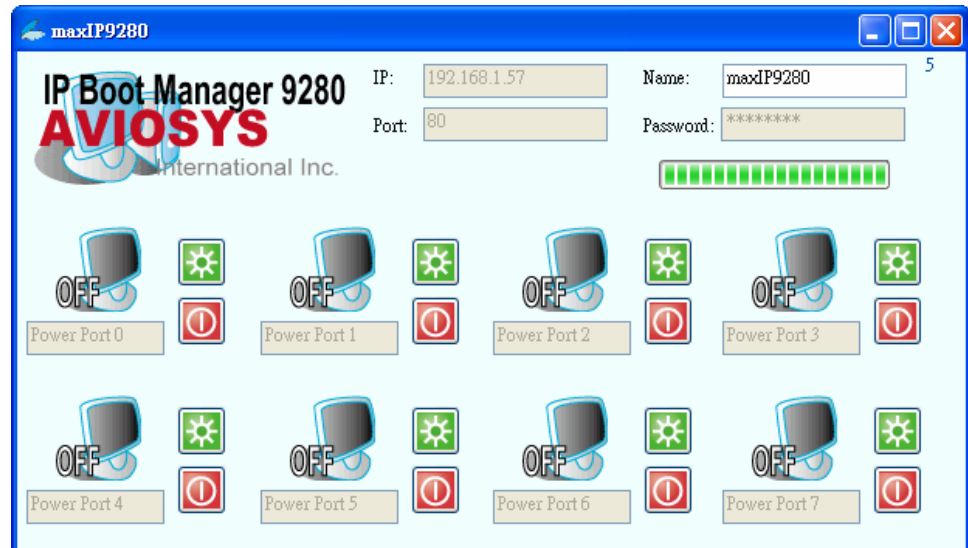 maxIP9280
5
IP Boot Manager 9280
AVIOSYS
International Inc.
IP: 192.168.1.57 Name: maxIP9280
Port: 80 Password: ********
OFF OFF OFF OFF
Power Port 0 Power Port 1 Power Port 2 Power Port 3
OFF OFF OFF OFF
Power Port 4 Power Port 5 Power Port 6 Power Port 7